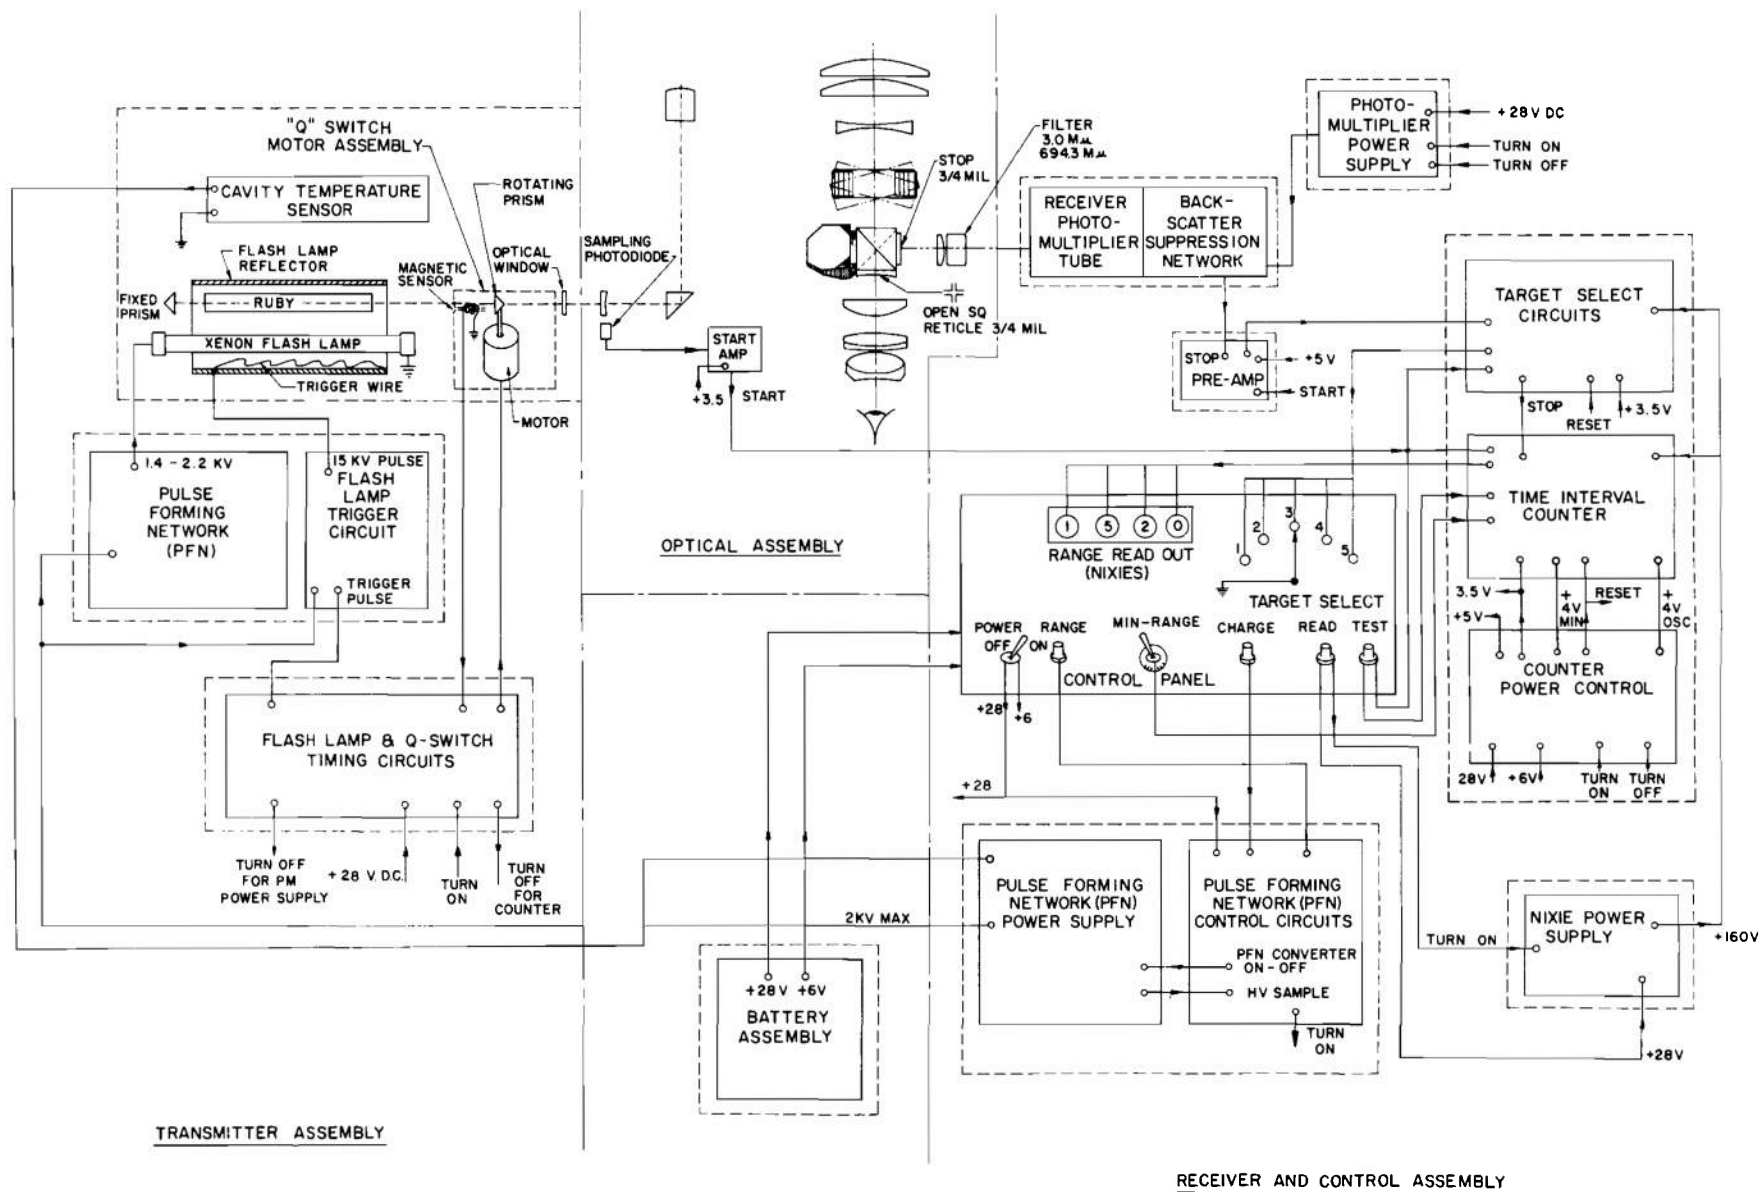 "Q" SWITCH
MOTOR ASSEMBLY
CAVITY TEMPERATURE
SENSOR
ROTATING
PRISM
FLASH LAMP
REFLECTOR
MAGNETIC
SENSOR
OPTICAL
WINDOW
SAMPLING
PHOTODIODE
FIXED
PRISM
RUBY
XENON FLASH LAMP
TRIGGER WIRE
MOTOR
START
AMP
+3.5
START
1.4 - 2.2 KV
PULSE
FORMING
NETWORK
(PFN)
15 KV PULSE
FLASH
LAMP
TRIGGER
CIRCUIT
TRIGGER
PULSE
FLASH LAMP & Q-SWITCH
TIMING CIRCUITS
TURN OFF
FOR PM
POWER SUPPLY
+ 28 V. D.C.
TURN
ON
TURN
OFF
FOR
COUNTER
TRANSMITTER ASSEMBLY
OPTICAL ASSEMBLY
FILTER
3.0 Mμ
694.3 Mμ
STOP
3/4 MIL
OPEN SQ
RETICLE 3/4 MIL
RECEIVER
PHOTO-
MULTIPLIER
TUBE
BACK-
SCATTER
SUPPRESSION
NETWORK
PHOTO-
MULTIPLIER
POWER
SUPPLY
+ 28V DC
TURN ON
TURN OFF
STOP
PRE-AMP
+5 V
START
TARGET SELECT
CIRCUITS
STOP
RESET
+3.5V
TIME INTERVAL
COUNTER
3.5 V
+5V
+
4V
MIN
RESET
+
4V
OSC
COUNTER
POWER CONTROL
28V
+6V
TURN
ON
TURN
OFF
1 5 2 0
RANGE READ OUT
(NIXIES)
1
2
3
4
5
TARGET SELECT
POWER
OFF
ON
RANGE
MIN-RANGE
CHARGE
READ
TEST
CONTROL PANEL
+28
+6
+28
PULSE FORMING
NETWORK (PFN)
POWER SUPPLY
PULSE FORMING
NETWORK (PFN)
CONTROL CIRCUITS
PFN CONVERTER
ON - OFF
HV SAMPLE
TURN
ON
2KV MAX
+28V +6V
BATTERY
ASSEMBLY
NIXIE POWER
SUPPLY
TURN ON
+160V
+28V
RECEIVER AND CONTROL ASSEMBLY